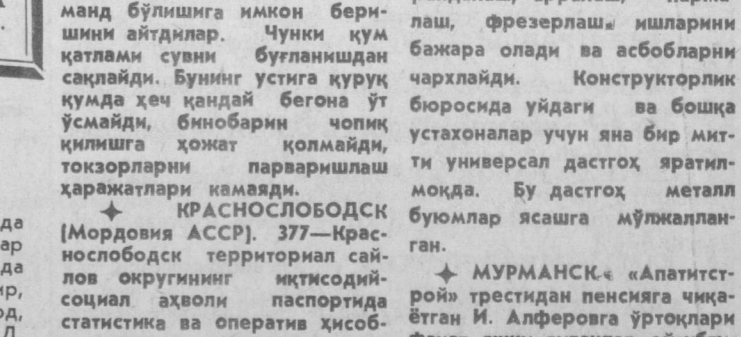 манд бўлишига имкон бери-
шини айтдилар. Чунки қум
қатлами сувни буғланишдан
сақлайди. Бунинг устига қуруқ
қумда ҳеч қандай бегона ўт
ўсмайди, бинобарин чопиқ
қилишга ҳожат қолмайди,
токзорларни парваришлаш
ҳаражатлари камаяди.
КРАСНОСЛОБОДСК
(Мордовия АССР). 377—Крас-
нослободск территориал сай-
лов округининг иқтисодий-
социал аҳволи паспортида
статистика ва оператив ҳисоб-
лаш, фрезерлаш ишларини
бажара олади ва асбобларни
чархлайди. Конструкторлик
бюросида уйдаги ва бошқа
устахоналар учун яна бир мит-
ти универсал дастгоҳ яратил-
моқда. Бу дастгоҳ металл
буюмлар ясашга мўлжаллан-
ган.
МУРМАНСК. «Апатитст-
рой» трестидан пенсияга чиқа-
ётган И. Алферовга ўртоқлари